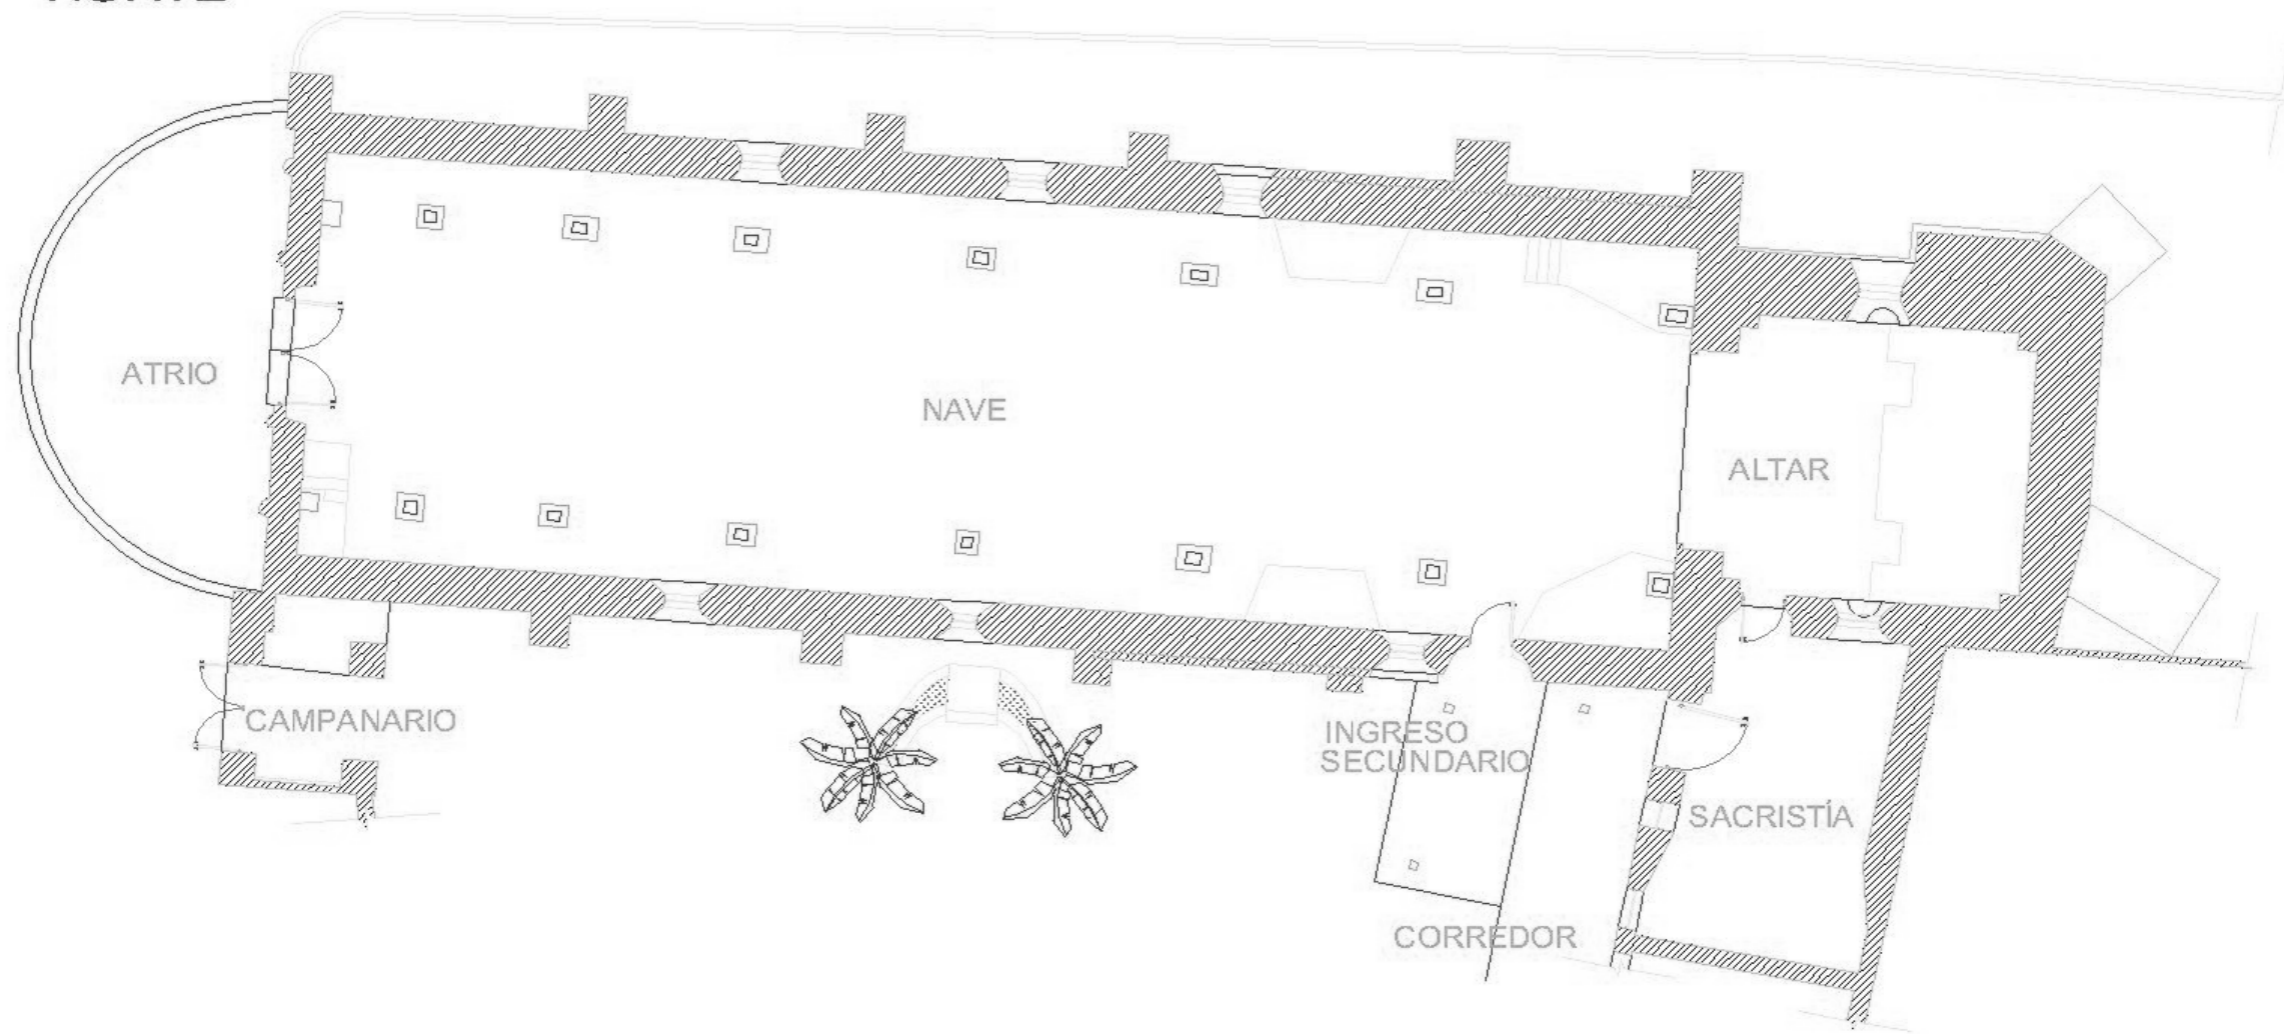 ATRIO
NAVE
ALTAR
CAMPANARIO
INGRESO
SECUNDARIO
SACRISTÍA
CORREDOR